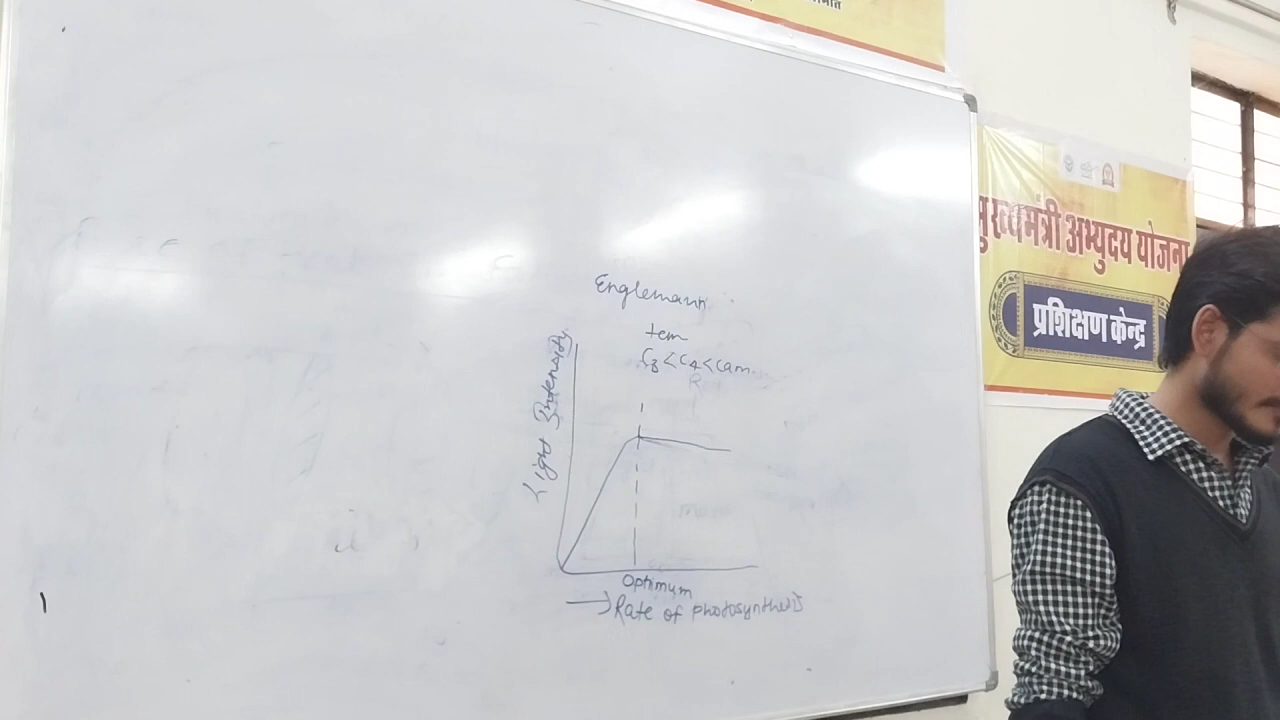 Englemann
tem
C3<C4<Cam
Light Intensity
Optimum
→ Rate of photosynthesis
मुख्यमंत्री अभ्युदय योजना
प्रशिक्षण केन्द्र